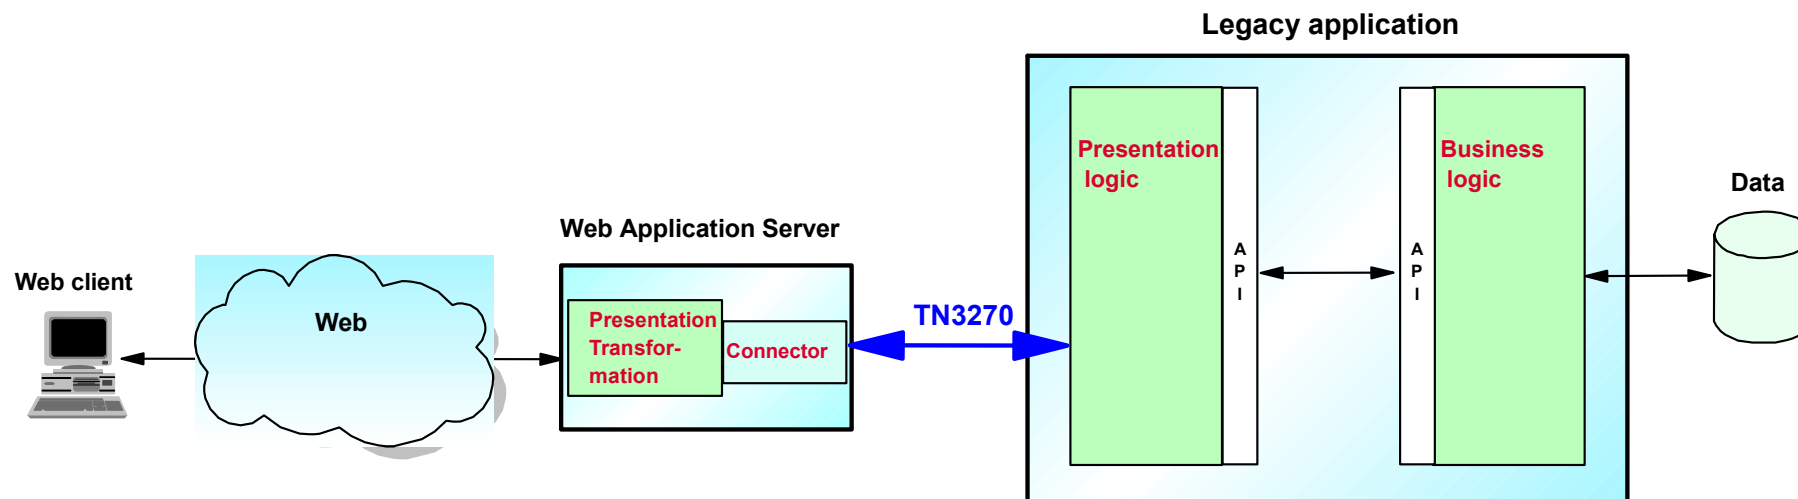 Legacy application
Presentation
logic
A
P
I
A
P
I
Business
logic
Data
Web Application Server
Web client
Web
Presentation
Transfor-
mation
Connector
TN3270